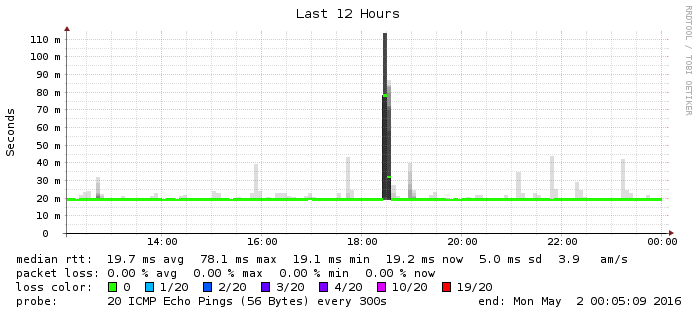 Last 12 Hours
RRDTOOL / TOBI OETIKER
Seconds
110 m
100 m
90 m
80 m
70 m
60 m
50 m
40 m
30 m
20 m
10 m
0
14:00 16:00 18:00 20:00 22:00 00:00
median rtt: 19.7 ms avg 78.1 ms max 19.1 ms min 19.2 ms now 5.0 ms sd 3.9 am/s
packet loss: 0.00 % avg 0.00 % max 0.00 % min 0.00 % now
loss color: 0 1/20 2/20 3/20 4/20 10/20 19/20
probe: 20 ICMP Echo Pings (56 Bytes) every 300s end: Mon May 2 00:05:09 2016